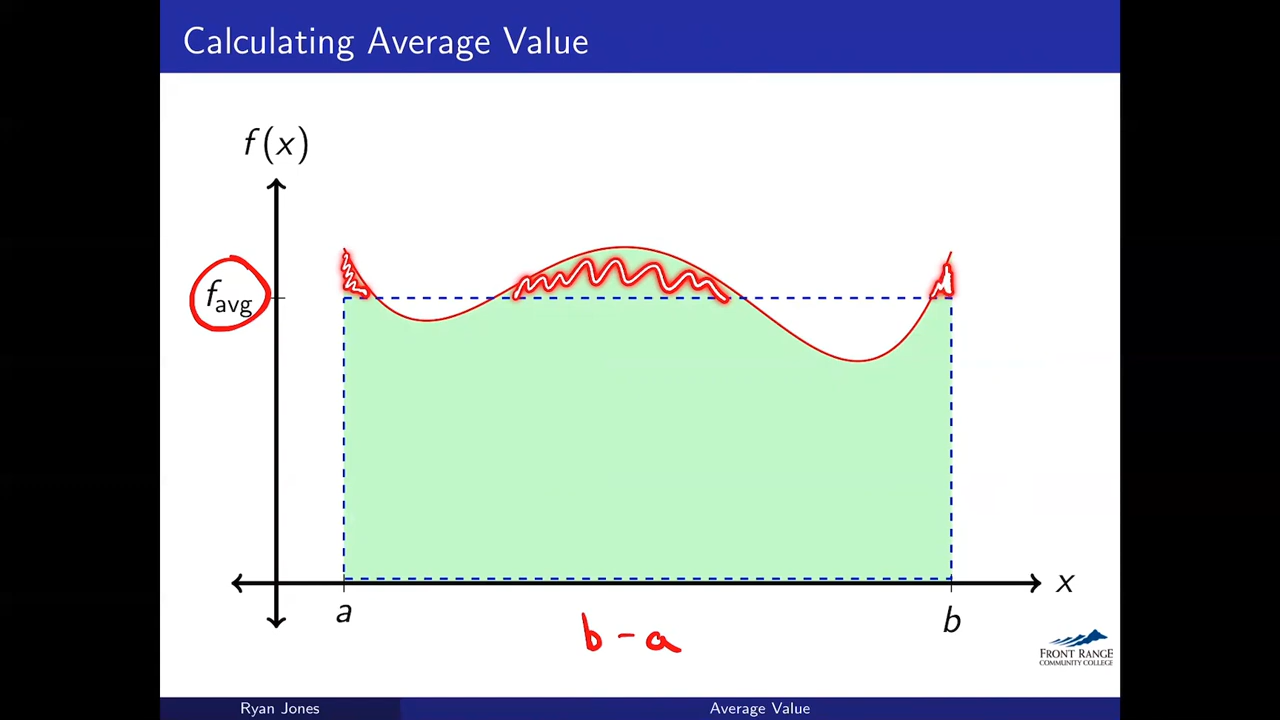 Calculating Average Value
f(x)
f_avg
x
a
b
b - a
FRONT RANGE
COMMUNITY COLLEGE
Ryan Jones
Average Value